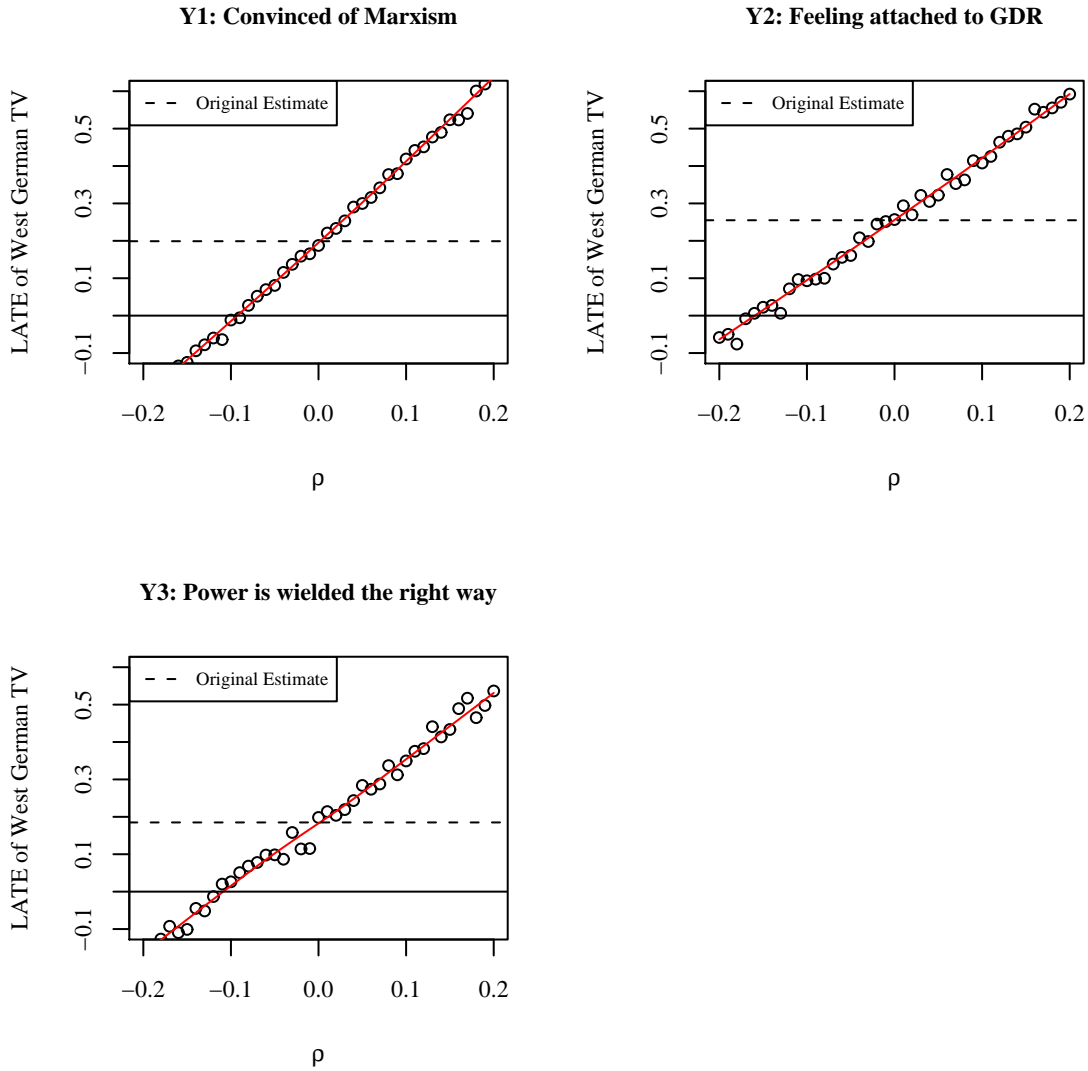 Y1: Convinced of Marxism
LATE of West German TV
Original Estimate
0.5
0.3
0.1
−0.1
−0.2 −0.1 0.0 0.1 0.2
ρ
Y2: Feeling attached to GDR
LATE of West German TV
Original Estimate
0.5
0.3
0.1
−0.1
−0.2 −0.1 0.0 0.1 0.2
ρ
Y3: Power is wielded the right way
LATE of West German TV
Original Estimate
0.5
0.3
0.1
−0.1
−0.2 −0.1 0.0 0.1 0.2
ρ